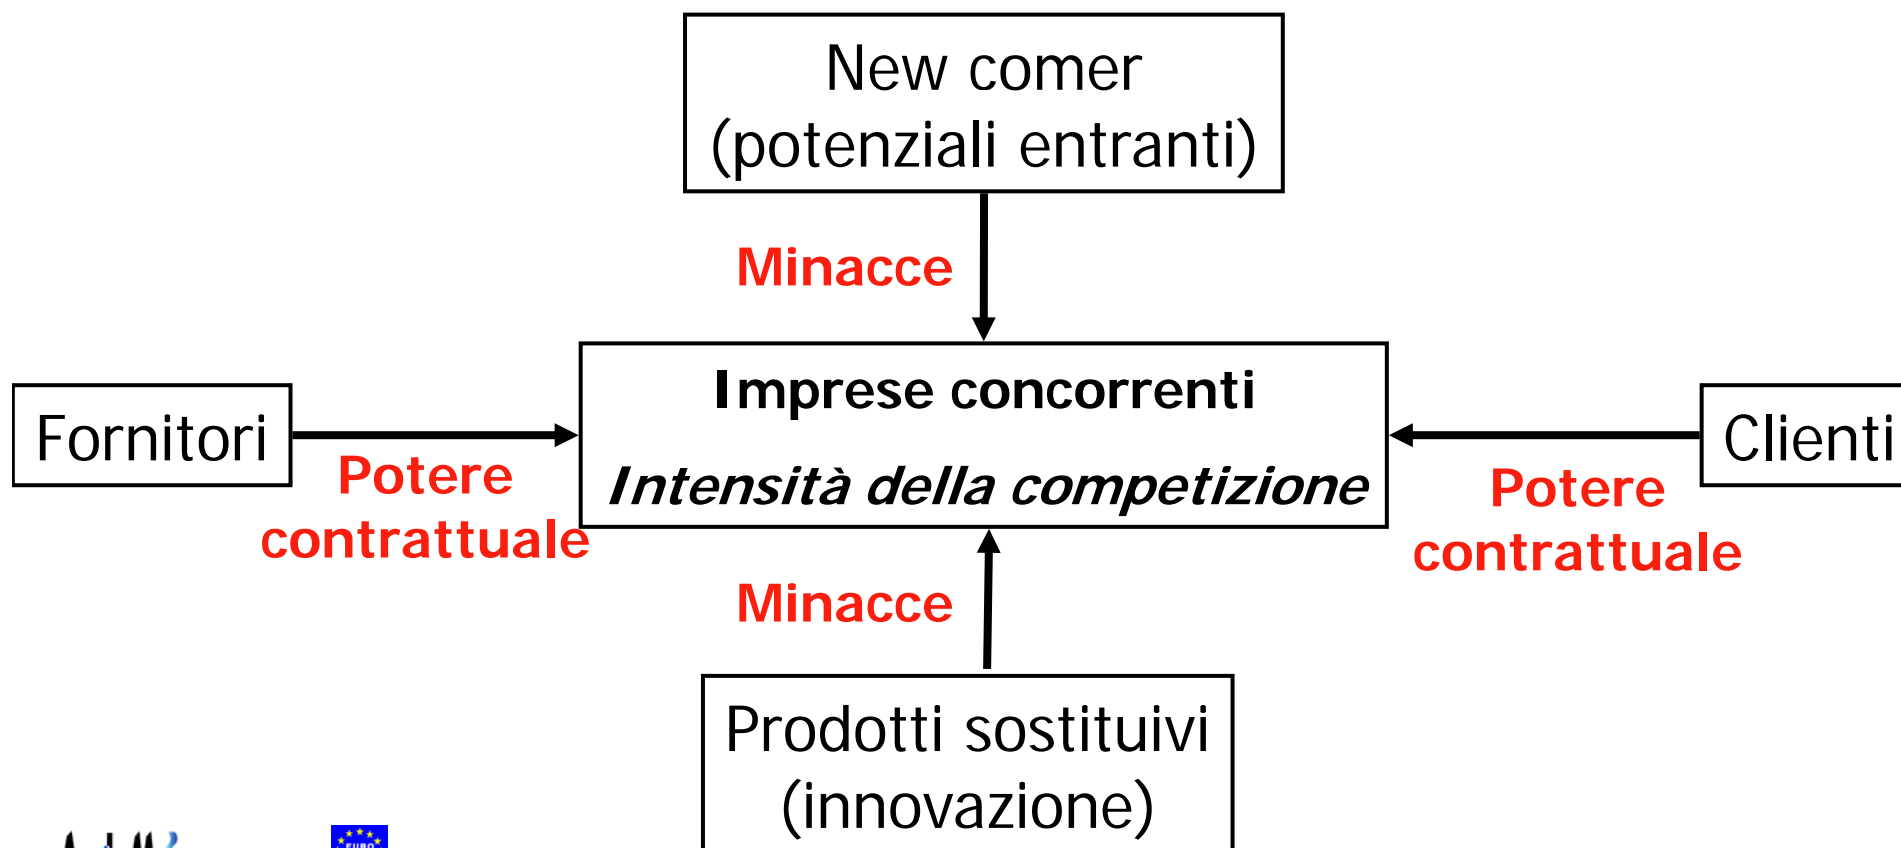 New comer
(potenziali entranti)
Minacce
Imprese concorrenti
Intensità della competizione
Fornitori
Potere
contrattuale
Clienti
Potere
contrattuale
Minacce
Prodotti sostituivi
(innovazione)
EURO